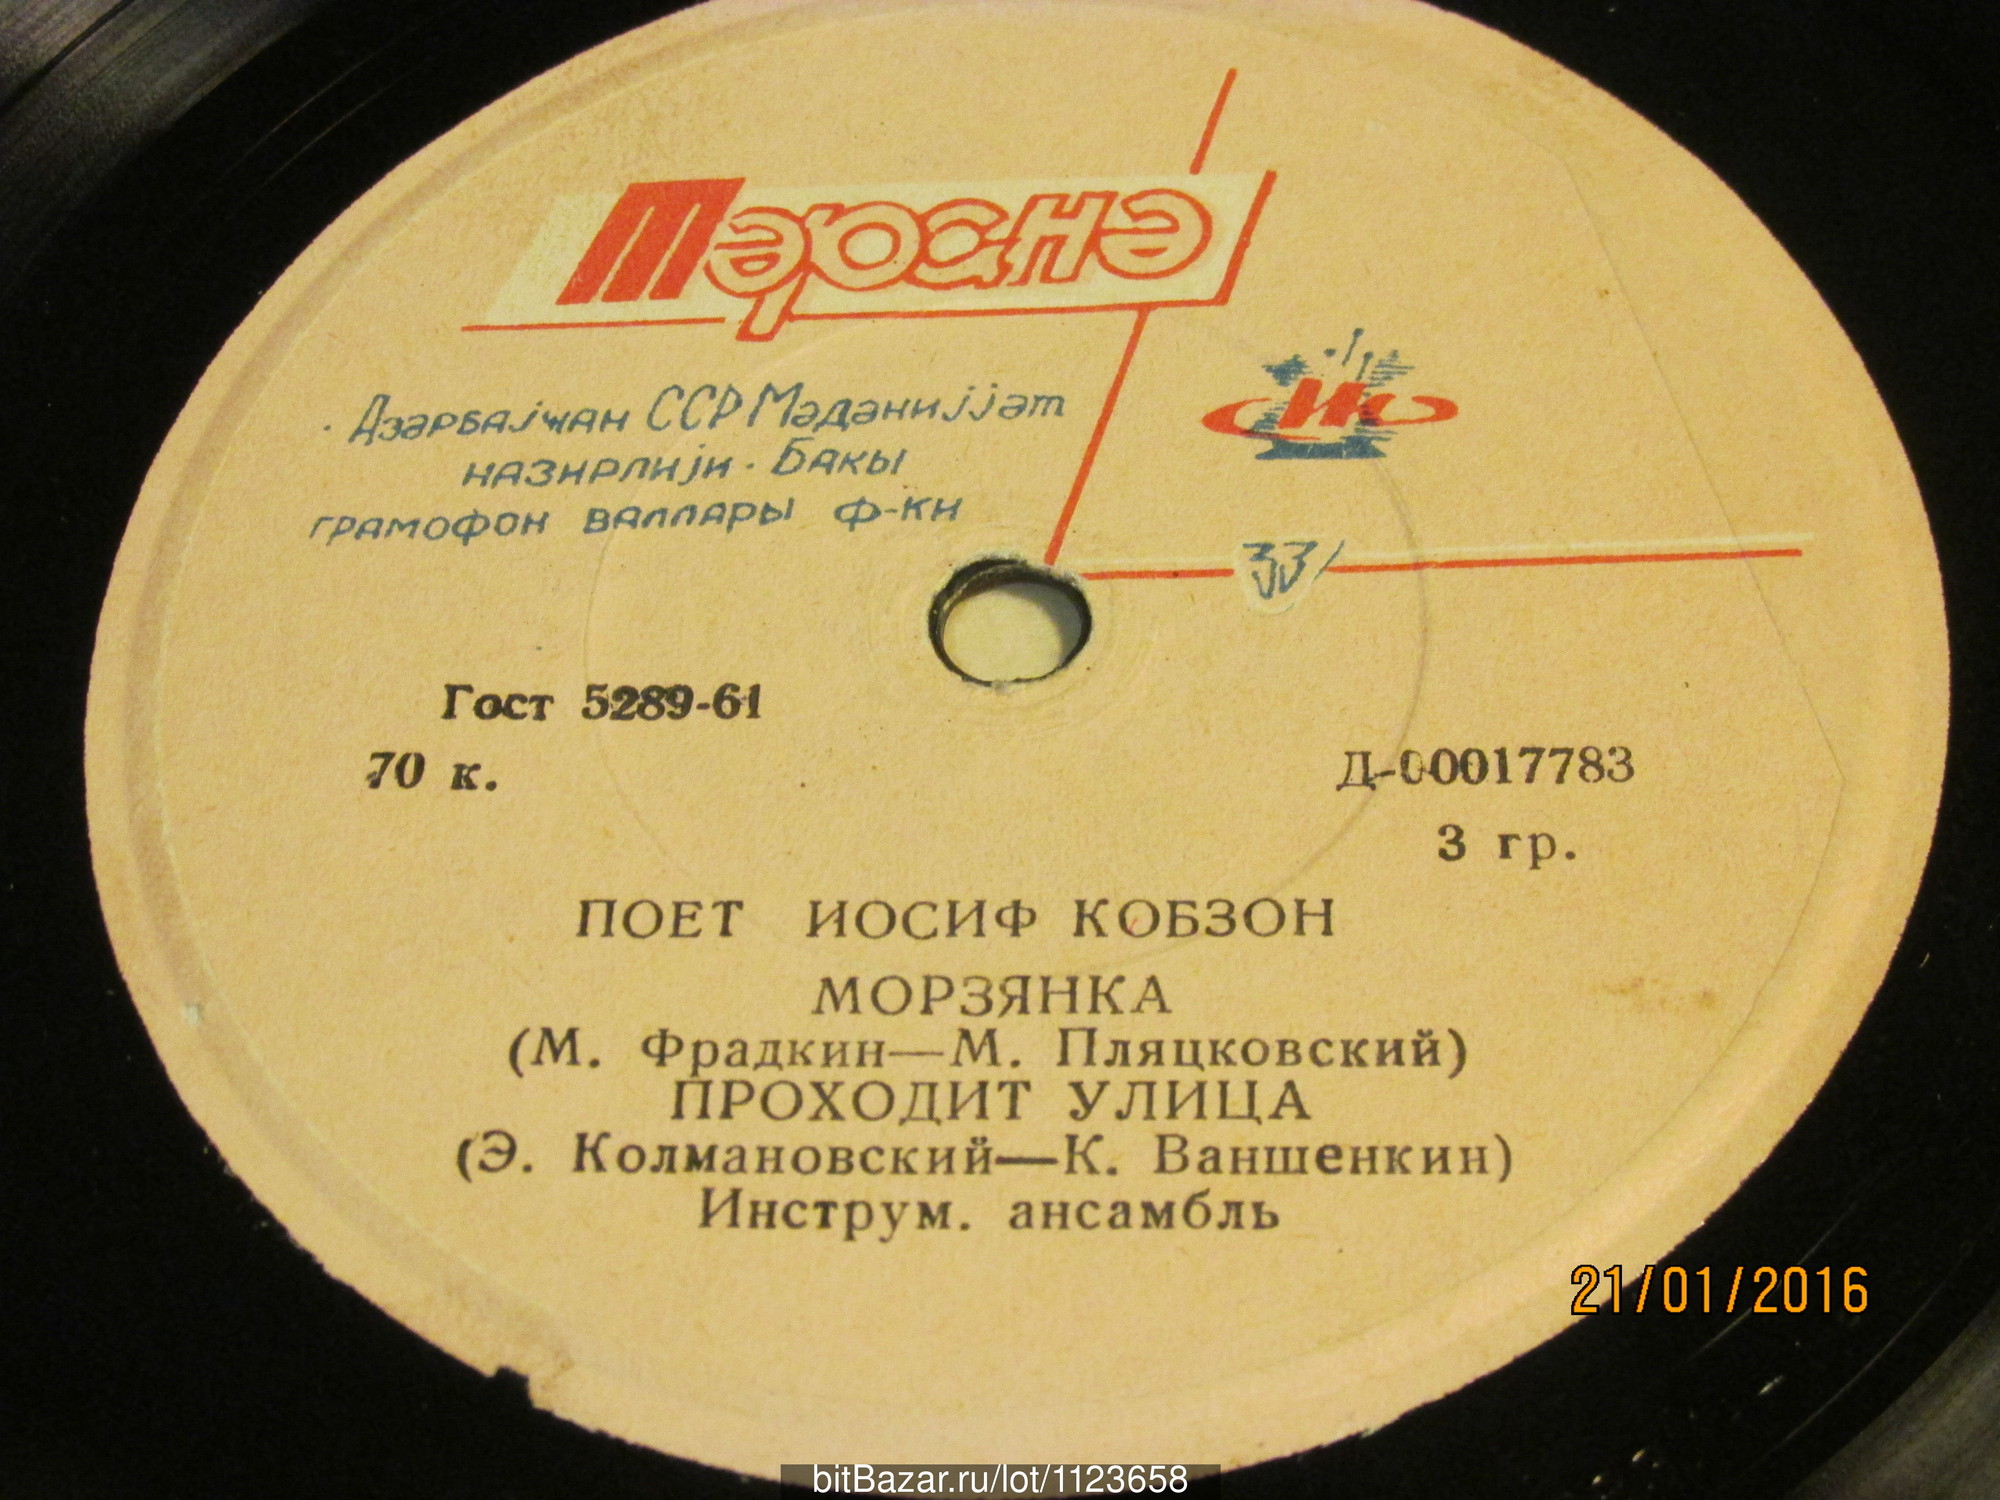 Тәранә
Азәрбајҹан ССР Мәдәнијјәт
назирлији · Бакы
грамофон валлары ф-ки
33
Гост 5289-61
70 к.
Д-00017783
3 гр.
ПОЕТ ИОСИФ КОБЗОН
МОРЗЯНКА
(М. Фрадкин—М. Пляцковский)
ПРОХОДИТ УЛИЦА
(Э. Колмановский—К. Ваншенкин)
Инструм. ансамбль
21/01/2016
bitBazar.ru/lot/1123658